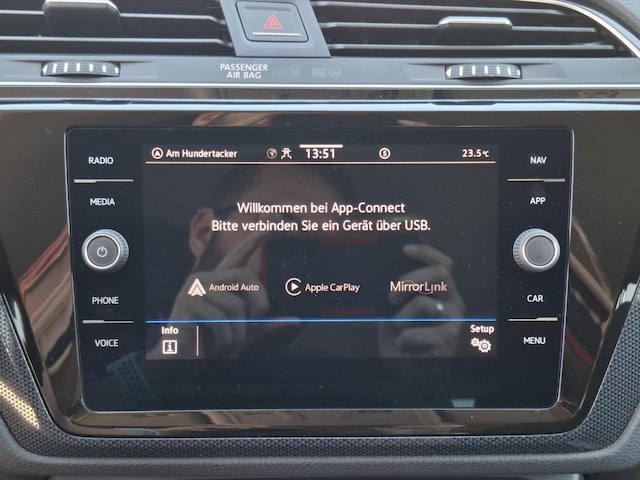 PASSENGER
AIR BAG
RADIO
MEDIA
PHONE
VOICE
Am Hundertacker
13:51
23.5°C
Willkommen bei App-Connect
Bitte verbinden Sie ein Gerät über USB.
Android Auto
Apple CarPlay
MirrorLink
Info
Setup
NAV
APP
CAR
MENU